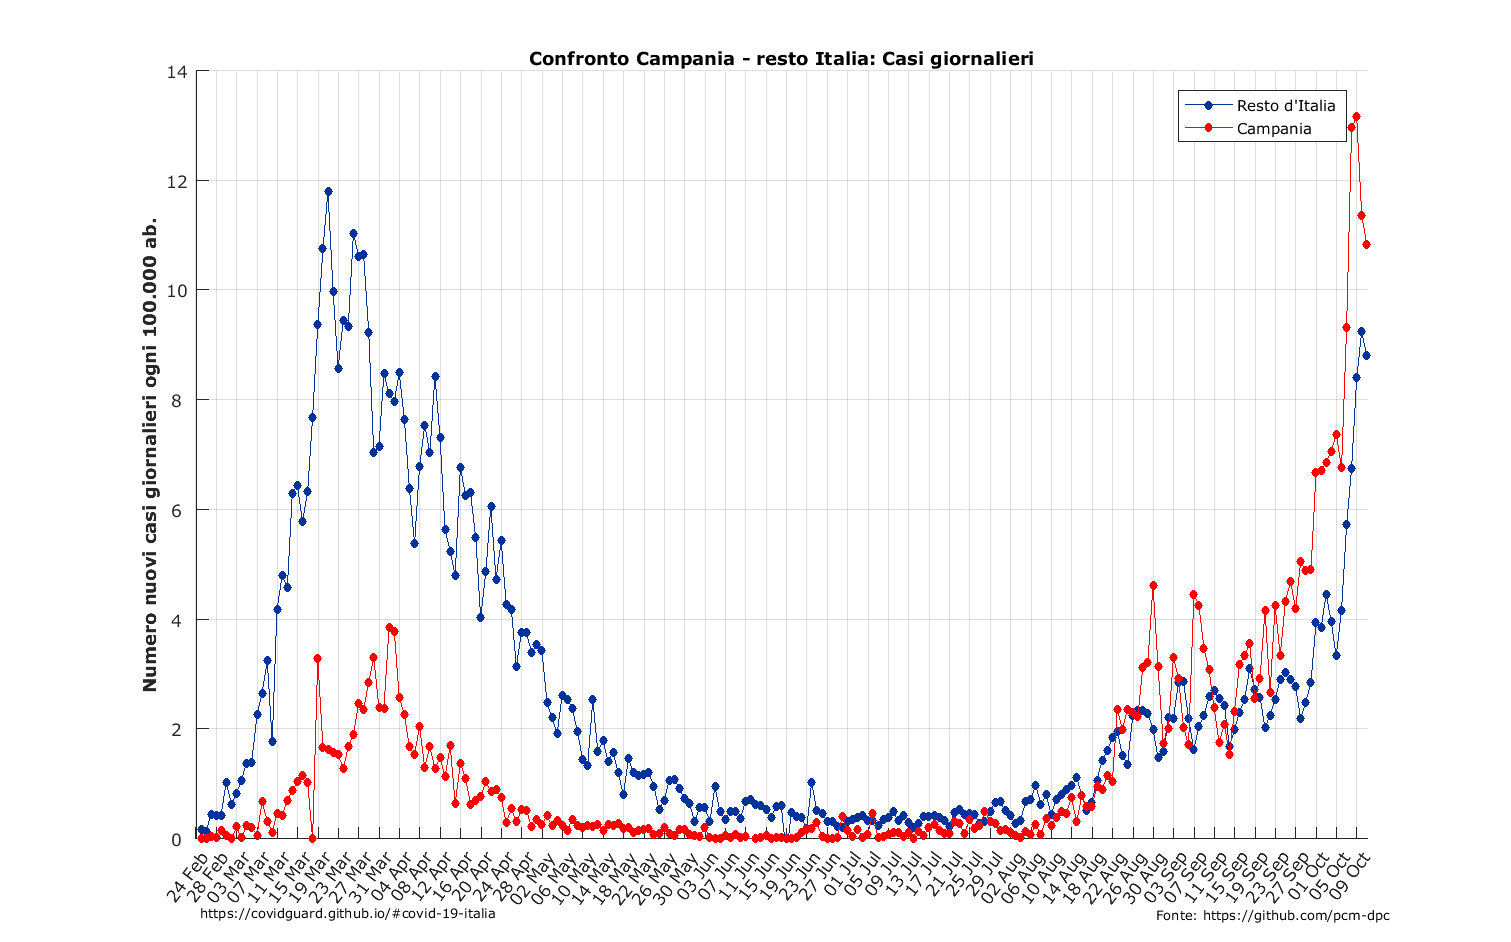 Confronto Campania - resto Italia: Casi giornalieri
Resto d'Italia
Campania
Numero nuovi casi giornalieri ogni 100.000 ab.
14
12
10
8
6
4
2
0
24 Feb
28 Feb
03 Mar
07 Mar
11 Mar
15 Mar
19 Mar
23 Mar
27 Mar
31 Mar
04 Apr
08 Apr
12 Apr
16 Apr
20 Apr
24 Apr
28 Apr
02 May
06 May
10 May
14 May
18 May
22 May
26 May
30 May
03 Jun
07 Jun
11 Jun
15 Jun
19 Jun
23 Jun
27 Jun
01 Jul
05 Jul
09 Jul
13 Jul
17 Jul
21 Jul
25 Jul
29 Jul
02 Aug
06 Aug
10 Aug
14 Aug
18 Aug
22 Aug
26 Aug
30 Aug
03 Sep
07 Sep
11 Sep
15 Sep
19 Sep
23 Sep
27 Sep
01 Oct
05 Oct
09 Oct
https://covidguard.github.io/#covid-19-italia
Fonte: https://github.com/pcm-dpc